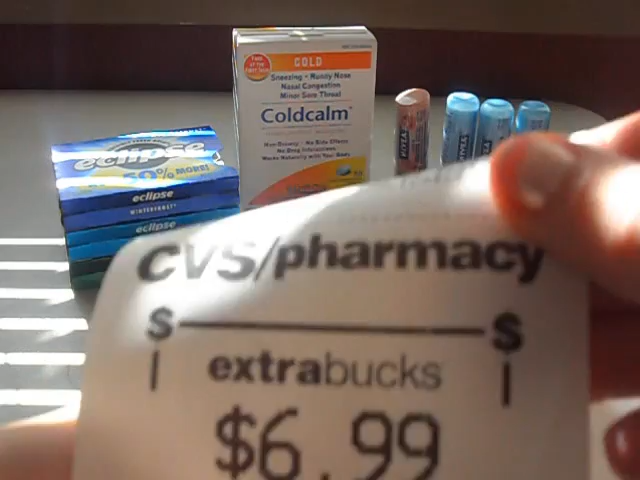 COLD
Sneezing • Runny Nose
Nasal Congestion
Minor Sore Throat
Coldcalm
Non-Drowsy • No Side Effects
No Drug Interactions
Works Naturally with Your Body
eclipse
50% MORE!
eclipse
WINTERFROST
eclipse
NIVEA
CVS/pharmacy
$ $
extrabucks
$6.99